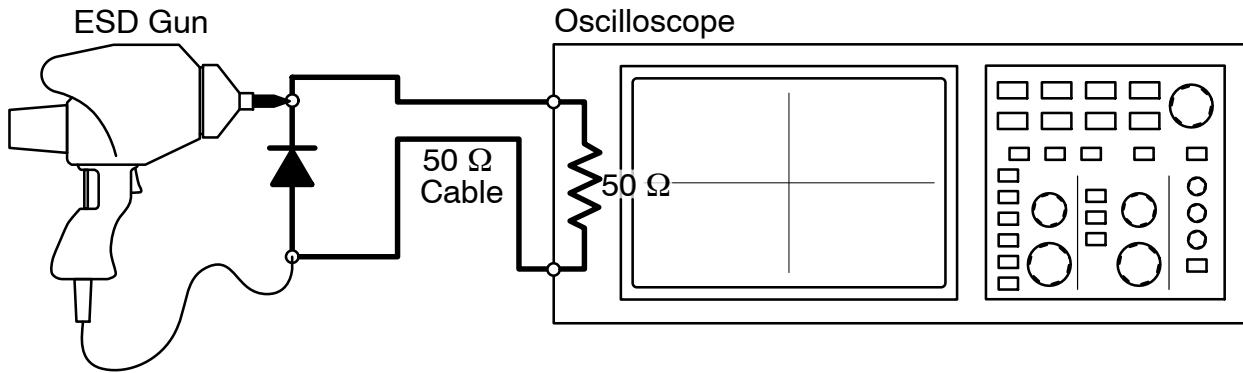 ESD Gun
Oscilloscope
50 Ω
Cable
50 Ω